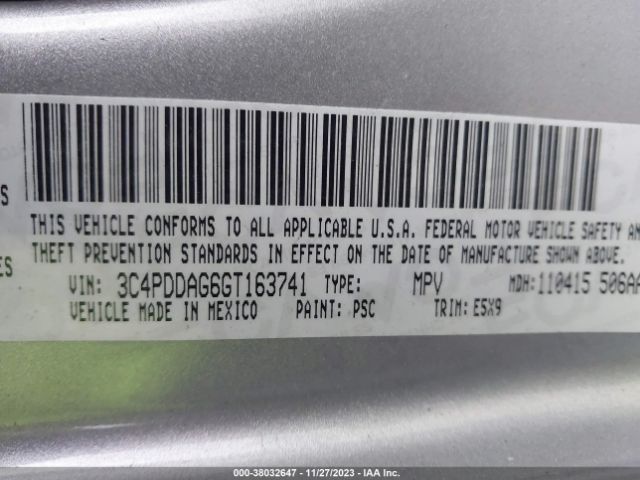 THIS VEHICLE CONFORMS TO ALL APPLICABLE U.S.A. FEDERAL MOTOR VEHICLE SAFETY AN
THEFT PREVENTION STANDARDS IN EFFECT ON THE DATE OF MANUFACTURE SHOWN ABOVE.
VIN: 3C4PDDAG6GT163741 TYPE: MPV MDH: 110415 506AA
VEHICLE MADE IN MEXICO PAINT: PSC TRIM: E5X9
000-38032647 • 11/27/2023 • IAA Inc.